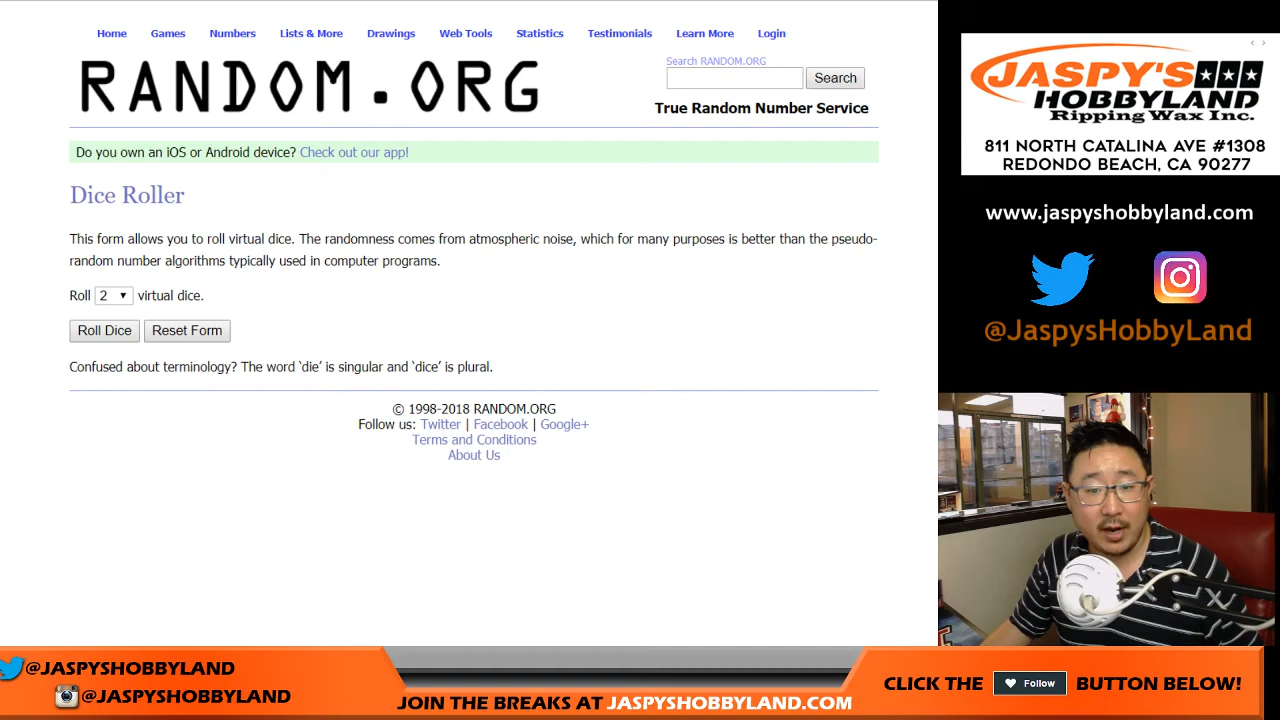 Home Games Numbers Lists & More Drawings Web Tools Statistics Testimonials Learn More Login
RANDOM.ORG
Search RANDOM.ORG
Search
True Random Number Service
Do you own an iOS or Android device? Check out our app!
Dice Roller
This form allows you to roll virtual dice. The randomness comes from atmospheric noise, which for many purposes is better than the pseudo-
random number algorithms typically used in computer programs.
Roll 2 virtual dice.
Roll Dice Reset Form
Confused about terminology? The word ‘die’ is singular and ‘dice’ is plural.
© 1998-2018 RANDOM.ORG
Follow us: Twitter | Facebook | Google+
Terms and Conditions
About Us
JASPY'S
HOBBYLAND
Ripping Wax Inc.
811 NORTH CATALINA AVE #1308
REDONDO BEACH, CA 90277
www.jaspyshobbyland.com
@JaspysHobbyLand
@JASPYSHOBBYLAND
@JASPYSHOBBYLAND
JOIN THE BREAKS AT JASPYSHOBBYLAND.COM
CLICK THE Follow BUTTON BELOW!